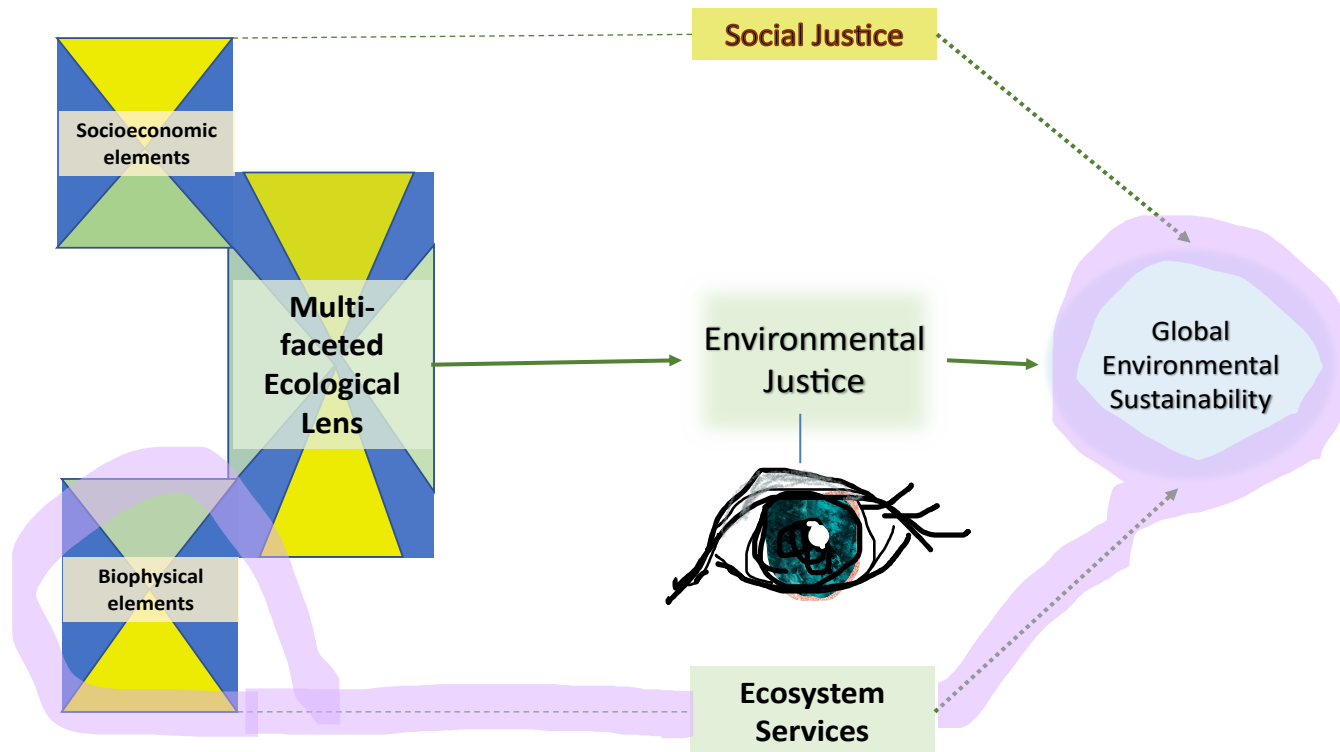 Social Justice
Socioeconomic
elements
Multi-
faceted
Ecological
Lens
Environmental
Justice
Global
Environmental
Sustainability
Biophysical
elements
Ecosystem
Services